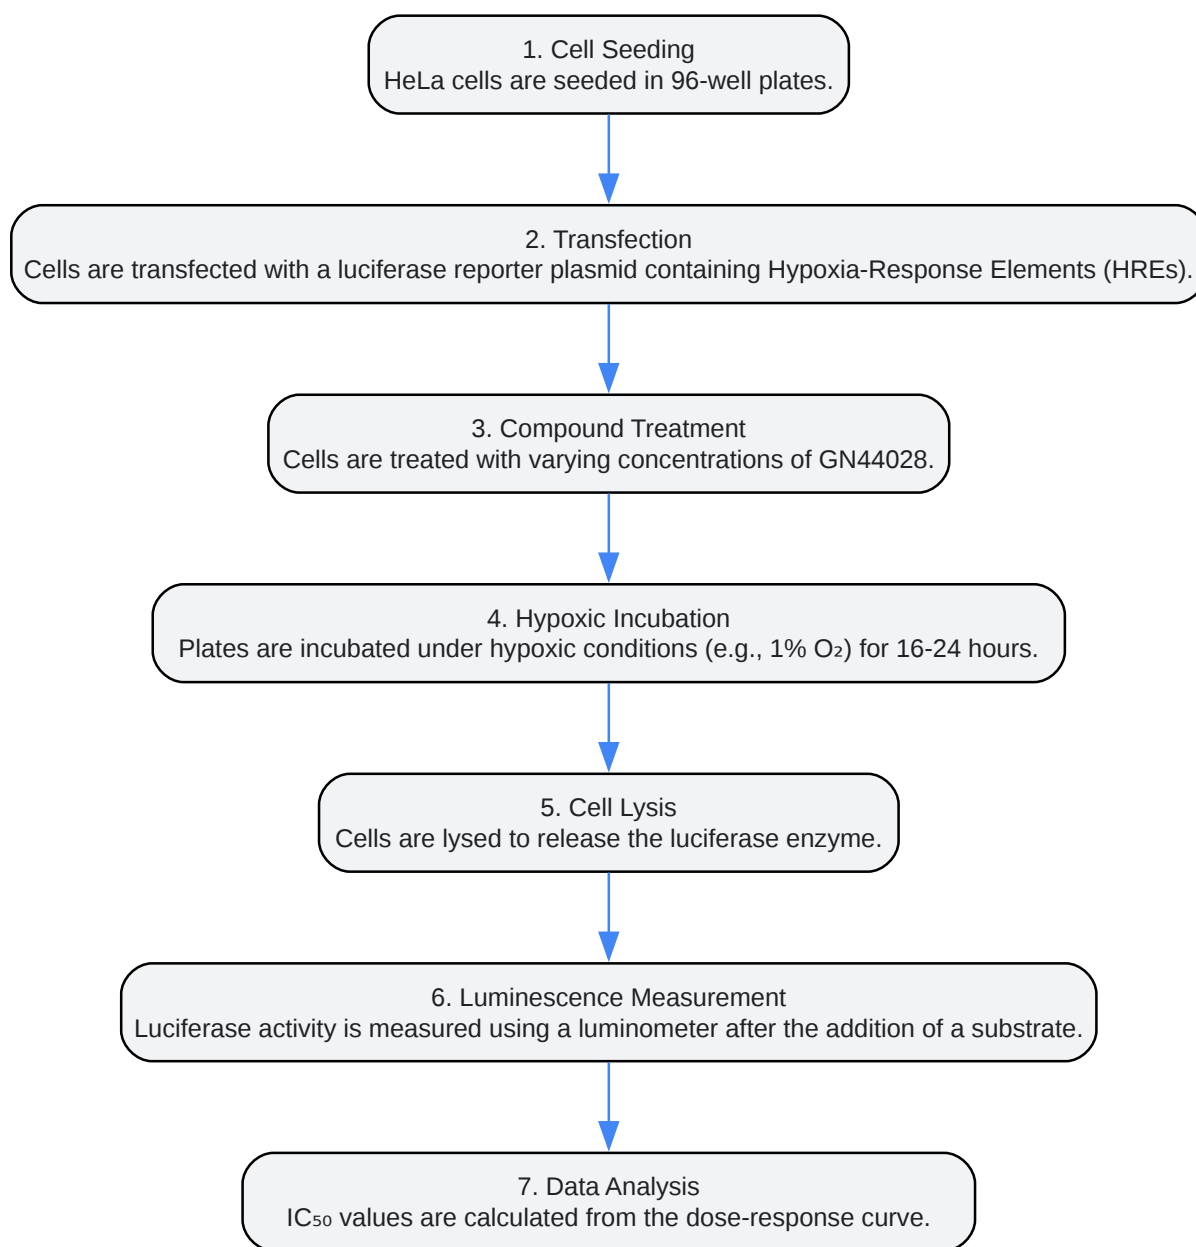 1. Cell Seeding
HeLa cells are seeded in 96-well plates.
2. Transfection
Cells are transfected with a luciferase reporter plasmid containing Hypoxia-Response Elements (HREs).
3. Compound Treatment
Cells are treated with varying concentrations of GN44028.
4. Hypoxic Incubation
Plates are incubated under hypoxic conditions (e.g., 1% O₂) for 16-24 hours.
5. Cell Lysis
Cells are lysed to release the luciferase enzyme.
6. Luminescence Measurement
Luciferase activity is measured using a luminometer after the addition of a substrate.
7. Data Analysis
IC₅₀ values are calculated from the dose-response curve.